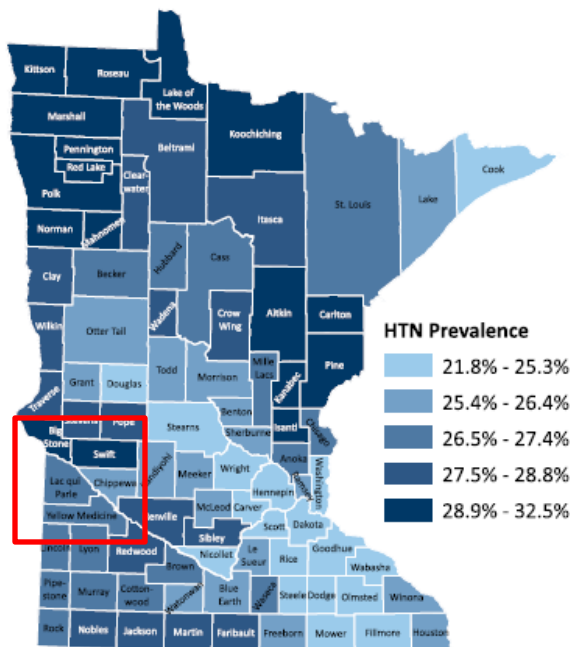 Kittson
Roseau
Lake of
the Woods
Marshall
Koochiching
Pennington
Red Lake
Beltrami
Clear-
water
Cook
Polk
St. Louis
Lake
Itasca
Norman
Mahnomen
Hubbard
Cass
Clay
Becker
Wadena
Crow
Wing
Aitkin
Carlton
Wilkin
Otter Tail
Pine
HTN Prevalence
21.8% - 25.3%
25.4% - 26.4%
26.5% - 27.4%
27.5% - 28.8%
28.9% - 32.5%
Todd
Mille
Lacs
Kanabec
Grant
Douglas
Morrison
Traverse
Benton
Isanti
Chicago
Stevens
Pope
Stearns
Sherburne
Big
Stone
Swift
Anoka
Kandiyohi
Wright
Ramsey
Washington
Lac qui
Parle
Chippewa
Meeker
Hennepin
McLeod
Carver
Yellow Medicine
Renville
Scott
Dakota
Sibley
Lincoln
Lyon
Redwood
Nicollet
Le
Sueur
Rice
Goodhue
Wabasha
Brown
Pipe-
stone
Murray
Cotton-
wood
Watonwan
Blue
Earth
Waseca
Steele
Dodge
Olmsted
Winona
Rock
Nobles
Jackson
Martin
Faribault
Freeborn
Mower
Fillmore
Houston